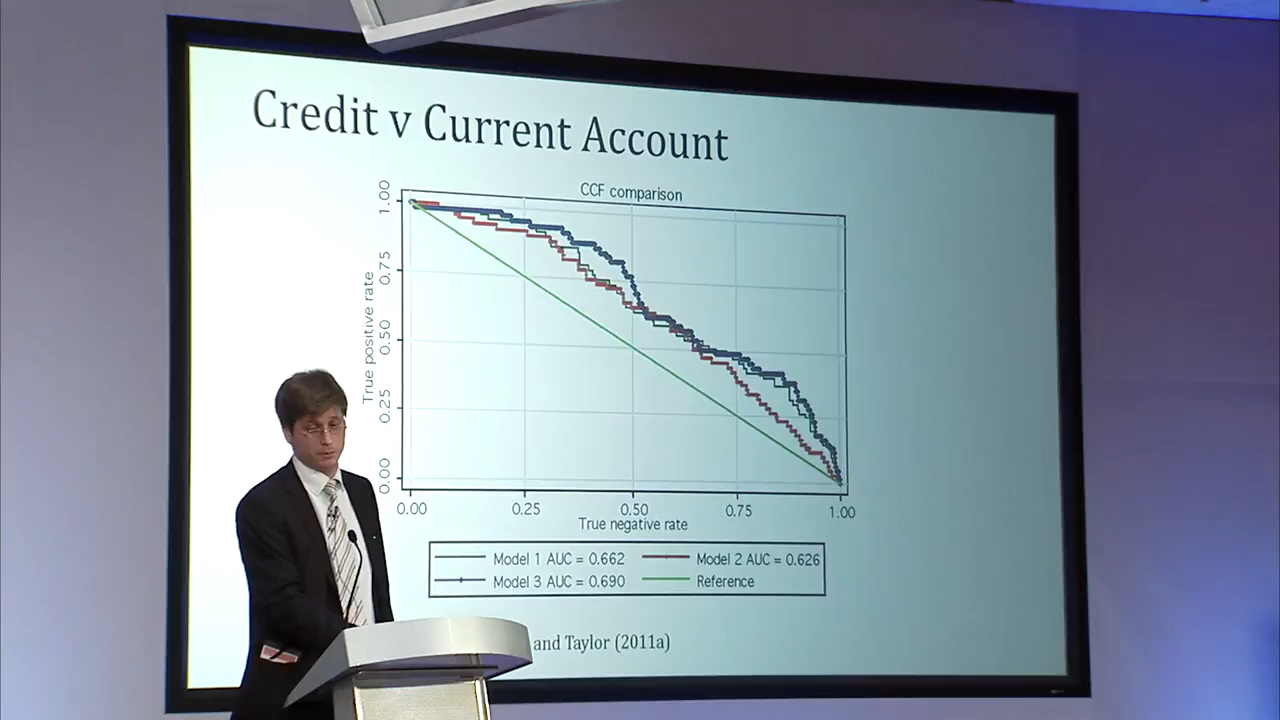 Credit v Current Account
CCF comparison
True positive rate
1.00
0.75
0.50
0.25
0.00
0.00 0.25 0.50 0.75 1.00
True negative rate
Model 1 AUC = 0.662 Model 2 AUC = 0.626
Model 3 AUC = 0.690 Reference
and Taylor (2011a)